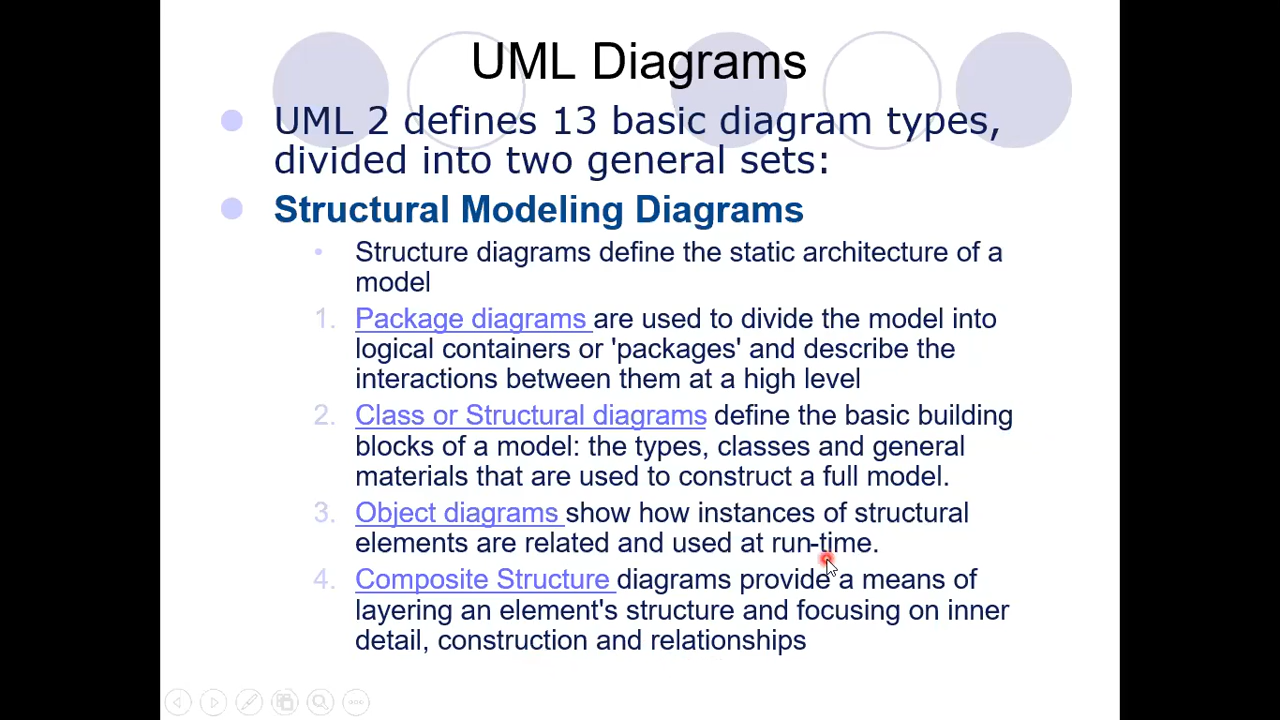 UML Diagrams
UML 2 defines 13 basic diagram types,
divided into two general sets:
Structural Modeling Diagrams
Structure diagrams define the static architecture of a
model
1. Package diagrams are used to divide the model into
logical containers or 'packages' and describe the
interactions between them at a high level
2. Class or Structural diagrams define the basic building
blocks of a model: the types, classes and general
materials that are used to construct a full model.
3. Object diagrams show how instances of structural
elements are related and used at run-time.
4. Composite Structure diagrams provide a means of
layering an element's structure and focusing on inner
detail, construction and relationships